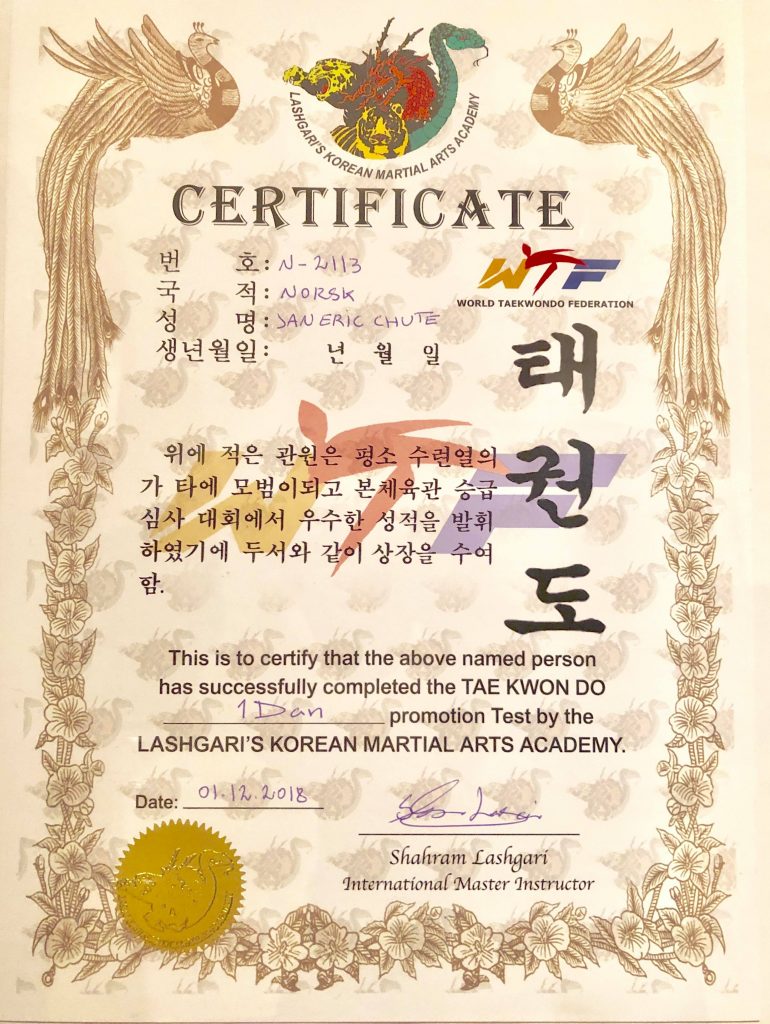 LASHGARI'S KOREAN MARTIAL ARTS ACADEMY
CERTIFICATE
번 호: N-2113
국 적: NORSK
성 명: JAN ERIC CHUTE
생년월일: 년 월 일
WTF
WORLD TAEKWONDO FEDERATION
태권도
위에 적은 관원은 평소 수련열의
가 타에 모범이되고 본체육관 승급
심사 대회에서 우수한 성적을 발휘
하였기에 두서와 같이 상장을 수여
함.
This is to certify that the above named person
has successfully completed the TAE KWON DO
1 Dan promotion Test by the
LASHGARI'S KOREAN MARTIAL ARTS ACADEMY.
Date: 01.12.2018
Shahram Lashgari
International Master Instructor